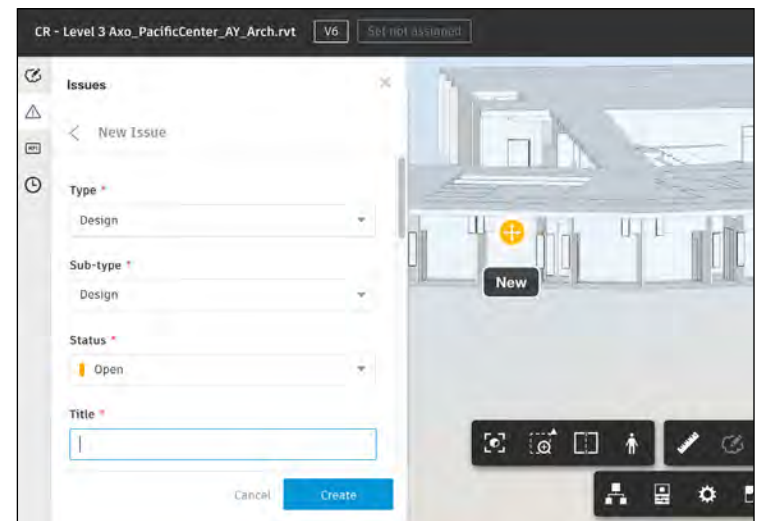 CR - Level 3 Axo_PacificCenter_AY_Arch.rvt V6 Set not assigned
Issues
New Issue
Type *
Design
Sub-type *
Design
Status *
Open
Title *
Cancel Create
New